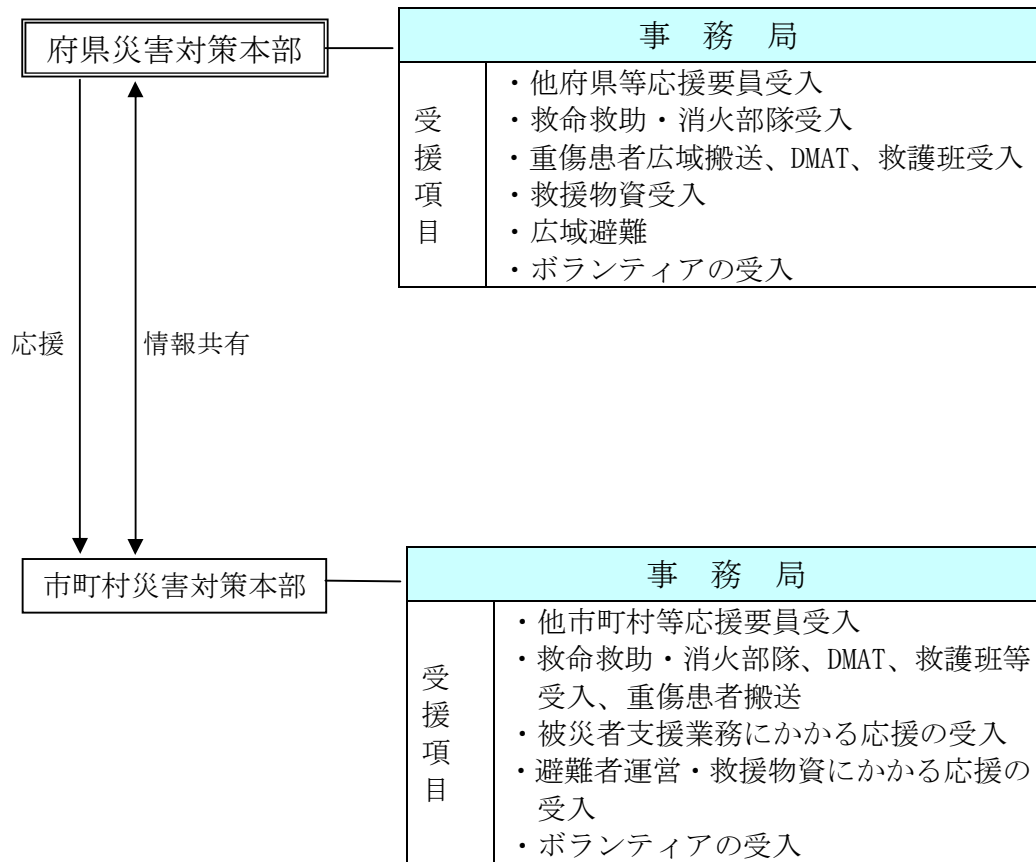 府県災害対策本部
事 務 局
受援項目
・他府県等応援要員受入
・救命救助・消火部隊受入
・重傷患者広域搬送、DMAT、救護班受入
・救援物資受入
・広域避難
・ボランティアの受入
応援
情報共有
市町村災害対策本部
事 務 局
受援項目
・他市町村等応援要員受入
・救命救助・消火部隊、DMAT、救護班等
受入、重傷患者搬送
・被災者支援業務にかかる応援の受入
・避難者運営・救援物資にかかる応援の
受入
・ボランティアの受入